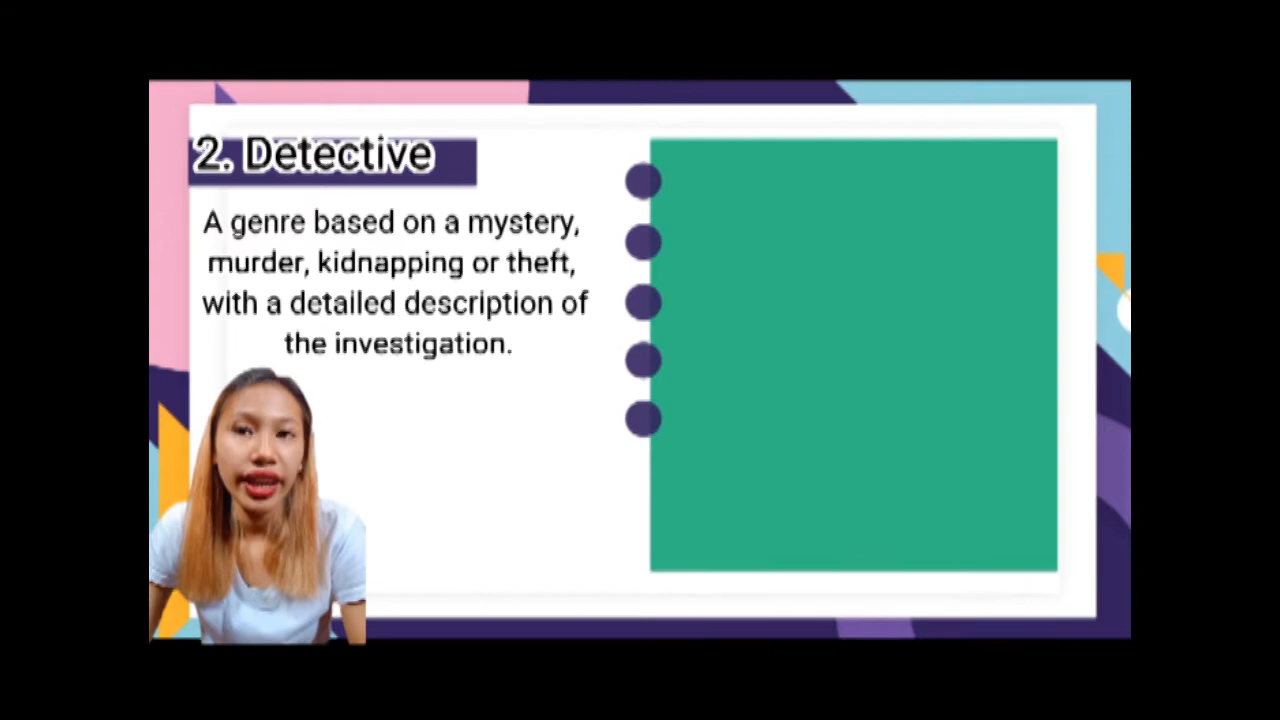 2. Detective
A genre based on a mystery,
murder, kidnapping or theft,
with a detailed description of
the investigation.